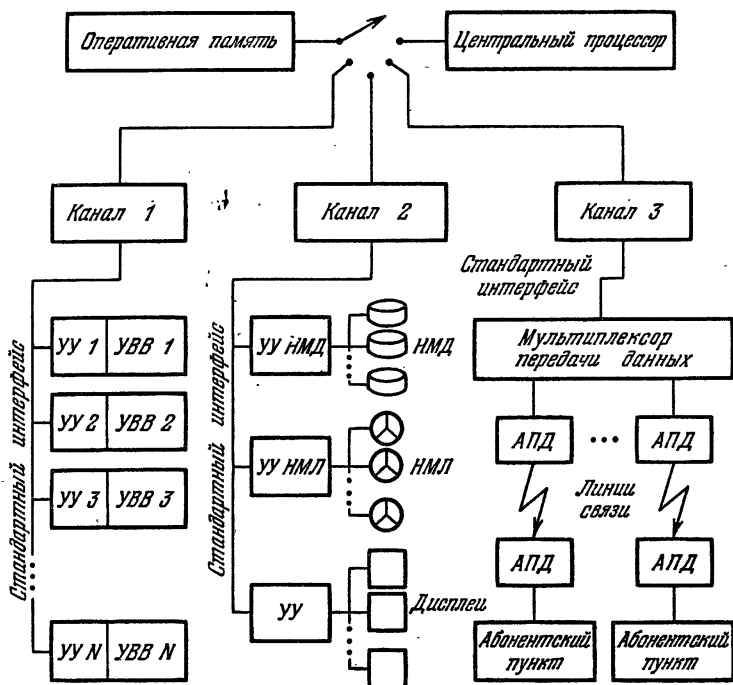 Оперативная память
Центральный процессор
Канал 1
Канал 2
Канал 3
Стандартный интерфейс
УУ 1 УВВ 1
УУ 2 УВВ 2
УУ 3 УВВ 3
УУ N УВВ N
Стандартный интерфейс
УУ НМД
НМД
УУ НМЛ
НМЛ
УУ
Дисплеи
Стандартный
интерфейс
Мультиплексор
передачи данных
АПД
АПД
Линии
связи
АПД
АПД
Абонентский
пункт
Абонентский
пункт